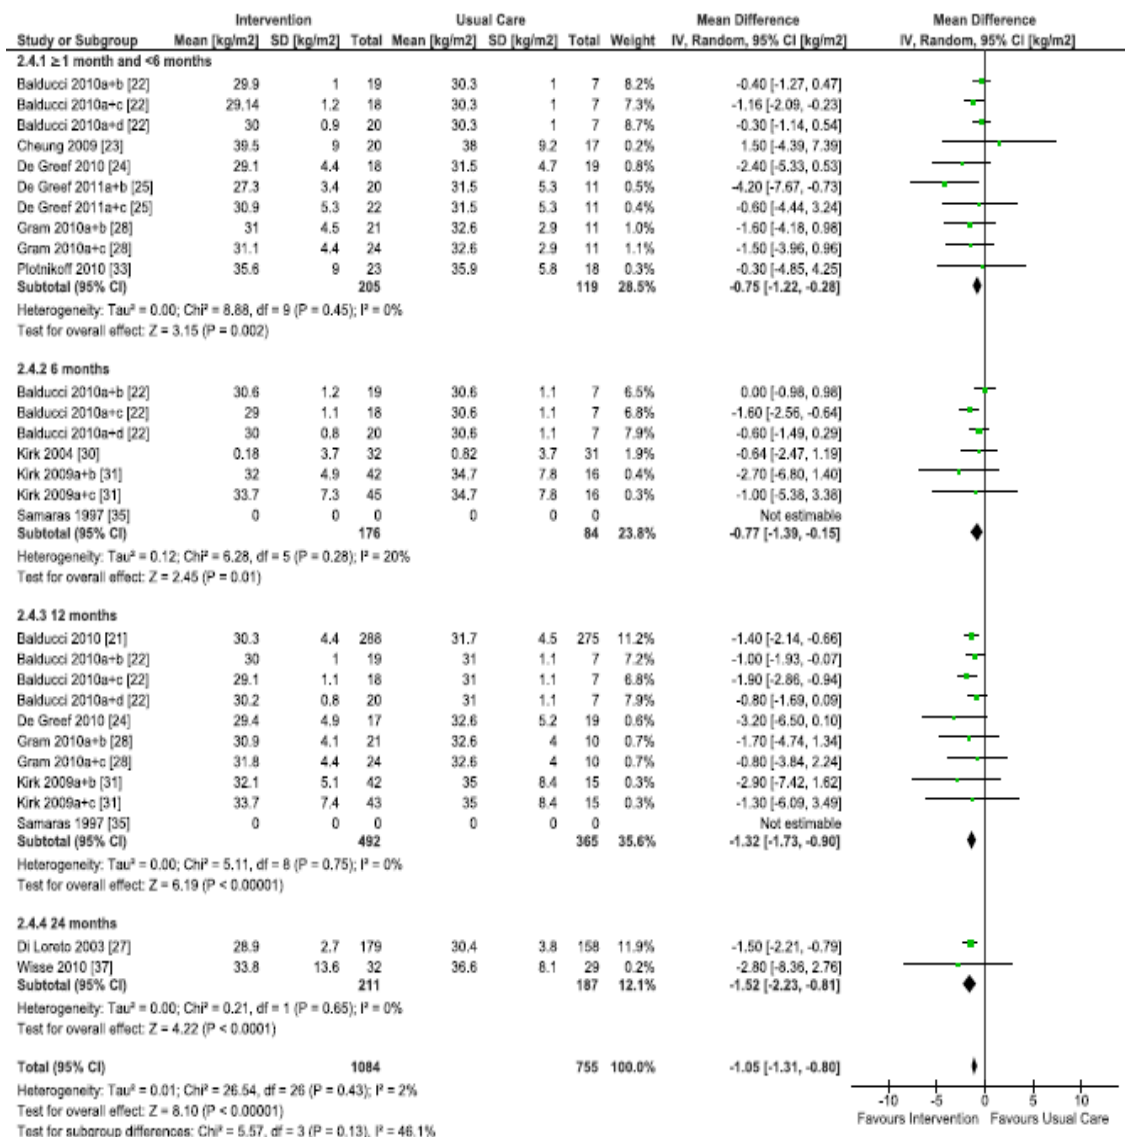 Intervention Usual Care Mean Difference Mean Difference
Study or Subgroup Mean [kg/m2] SD [kg/m2] Total Mean [kg/m2] SD [kg/m2] Total Weight IV, Random, 95% CI [kg/m2] IV, Random, 95% CI [kg/m2]
2.4.1 ≥1 month and <6 months
Balducci 2010a+b [22] 29.9 1 19 30.3 1 7 8.2% -0.40 [-1.27, 0.47]
Balducci 2010a+c [22] 29.14 1.2 18 30.3 1 7 7.3% -1.16 [-2.09, -0.23]
Balducci 2010a+d [22] 30 0.9 20 30.3 1 7 8.7% -0.30 [-1.14, 0.54]
Cheung 2009 [23] 39.5 9 20 38 9.2 17 0.2% 1.50 [-4.39, 7.39]
De Greef 2010 [24] 29.1 4.4 18 31.5 4.7 19 0.7% -2.40 [-5.33, 0.53]
De Greef 2011a+b [25] 27.3 3.4 20 31.5 5.3 11 0.5% -4.20 [-7.67, -0.73]
De Greef 2011a+c [25] 30.9 5.3 22 31.5 5.3 11 0.4% -0.60 [-4.44, 3.24]
Gram 2010a+b [28] 31 4.5 21 32.6 2.9 11 1.0% -1.60 [-4.18, 0.98]
Gram 2010a+c [28] 31.1 4.4 24 32.6 2.9 11 1.1% -1.50 [-3.96, 0.96]
Plotnikoff 2010 [33] 35.6 9 23 35.9 5.8 18 0.3% -0.30 [-4.85, 4.25]
Subtotal (95% CI) 205 119 28.5% -0.75 [-1.22, -0.28]
Heterogeneity: Tau² = 0.00; Chi² = 8.88, df = 9 (P = 0.45); I² = 0%
Test for overall effect: Z = 3.15 (P = 0.002)
2.4.2 6 months
Balducci 2010a+b [22] 30.6 1.2 19 30.6 1.1 7 6.5% 0.00 [-0.98, 0.98]
Balducci 2010a+c [22] 29 1.1 18 30.6 1.1 7 6.8% -1.60 [-2.56, -0.64]
Balducci 2010a+d [22] 30 0.8 20 30.6 1.1 7 7.9% -0.60 [-1.49, 0.29]
Kirk 2004 [30] 0.18 3.7 32 0.82 3.7 31 1.9% -0.64 [-2.47, 1.19]
Kirk 2009a+b [31] 32 4.9 42 34.7 7.8 16 0.4% -2.70 [-6.80, 1.40]
Kirk 2009a+c [31] 33.7 7.3 45 34.7 7.8 16 0.3% -1.00 [-5.38, 3.38]
Samaras 1997 [35] 0 0 0 0 0 0 Not estimable
Subtotal (95% CI) 176 84 23.8% -0.77 [-1.39, -0.15]
Heterogeneity: Tau² = 0.12; Chi² = 6.28, df = 5 (P = 0.28); I² = 20%
Test for overall effect: Z = 2.45 (P = 0.01)
2.4.3 12 months
Balducci 2010 [21] 30.3 4.4 288 31.7 4.5 275 11.2% -1.40 [-2.14, -0.66]
Balducci 2010a+b [22] 30 1 19 31 1.1 7 7.2% -1.00 [-1.93, -0.07]
Balducci 2010a+c [22] 29.1 1.1 18 31 1.1 7 6.8% -1.90 [-2.86, -0.94]
Balducci 2010a+d [22] 30.2 0.8 20 31 1.1 7 7.9% -0.80 [-1.69, 0.09]
De Greef 2010 [24] 29.4 4.9 17 32.6 5.2 19 0.6% -3.20 [-6.50, 0.10]
Gram 2010a+b [28] 30.9 4.1 21 32.6 4 10 0.7% -1.70 [-4.74, 1.34]
Gram 2010a+c [28] 31.8 4.4 24 32.6 4 10 0.7% -0.80 [-3.84, 2.24]
Kirk 2009a+b [31] 32.1 5.1 42 35 8.4 15 0.3% -2.90 [-7.42, 1.62]
Kirk 2009a+c [31] 33.7 7.4 43 35 8.4 15 0.3% -1.30 [-6.09, 3.49]
Samaras 1997 [35] 0 0 0 0 0 0 Not estimable
Subtotal (95% CI) 492 365 35.6% -1.32 [-1.73, -0.90]
Heterogeneity: Tau² = 0.00; Chi² = 5.11, df = 8 (P = 0.75); I² = 0%
Test for overall effect: Z = 6.19 (P < 0.00001)
2.4.4 24 months
Di Loreto 2003 [27] 28.9 2.7 179 30.4 3.8 158 11.9% -1.50 [-2.21, -0.79]
Wisse 2010 [37] 33.8 13.6 32 36.6 8.1 29 0.2% -2.80 [-8.36, 2.76]
Subtotal (95% CI) 211 187 12.1% -1.52 [-2.23, -0.81]
Heterogeneity: Tau² = 0.00; Chi² = 0.21, df = 1 (P = 0.65); I² = 0%
Test for overall effect: Z = 4.22 (P < 0.0001)
Total (95% CI) 1084 755 100.0% -1.05 [-1.31, -0.80]
Heterogeneity: Tau² = 0.01; Chi² = 26.54, df = 26 (P = 0.43); I² = 2%
Test for overall effect: Z = 8.10 (P < 0.00001)
Test for subgroup differences: Chi² = 5.57, df = 3 (P = 0.13), I² = 46.1%
-10 -5 0 5 10
Favours Intervention Favours Usual Care